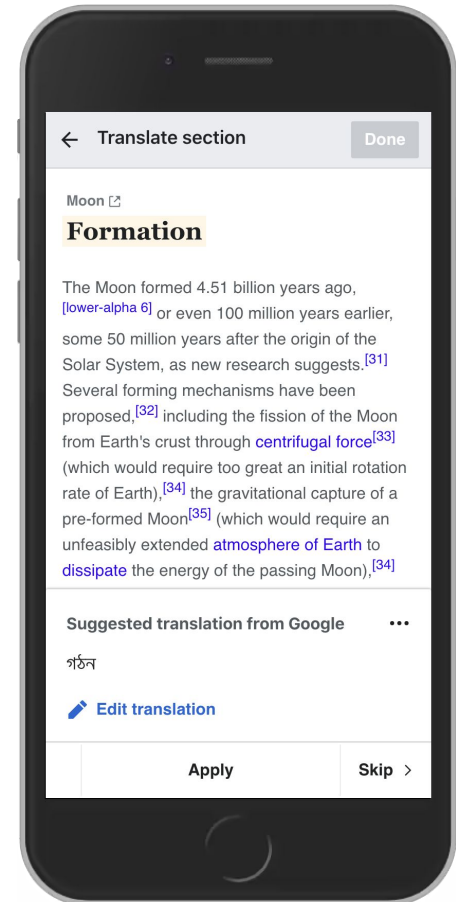 Translate section
Done
Moon
Formation
The Moon formed 4.51 billion years ago,
[lower-alpha 6] or even 100 million years earlier,
some 50 million years after the origin of the
Solar System, as new research suggests.[31]
Several forming mechanisms have been
proposed,[32] including the fission of the Moon
from Earth's crust through centrifugal force[33]
(which would require too great an initial rotation
rate of Earth),[34] the gravitational capture of a
pre-formed Moon[35] (which would require an
unfeasibly extended atmosphere of Earth to
dissipate the energy of the passing Moon),[34]
Suggested translation from Google
গঠন
Edit translation
Apply
Skip